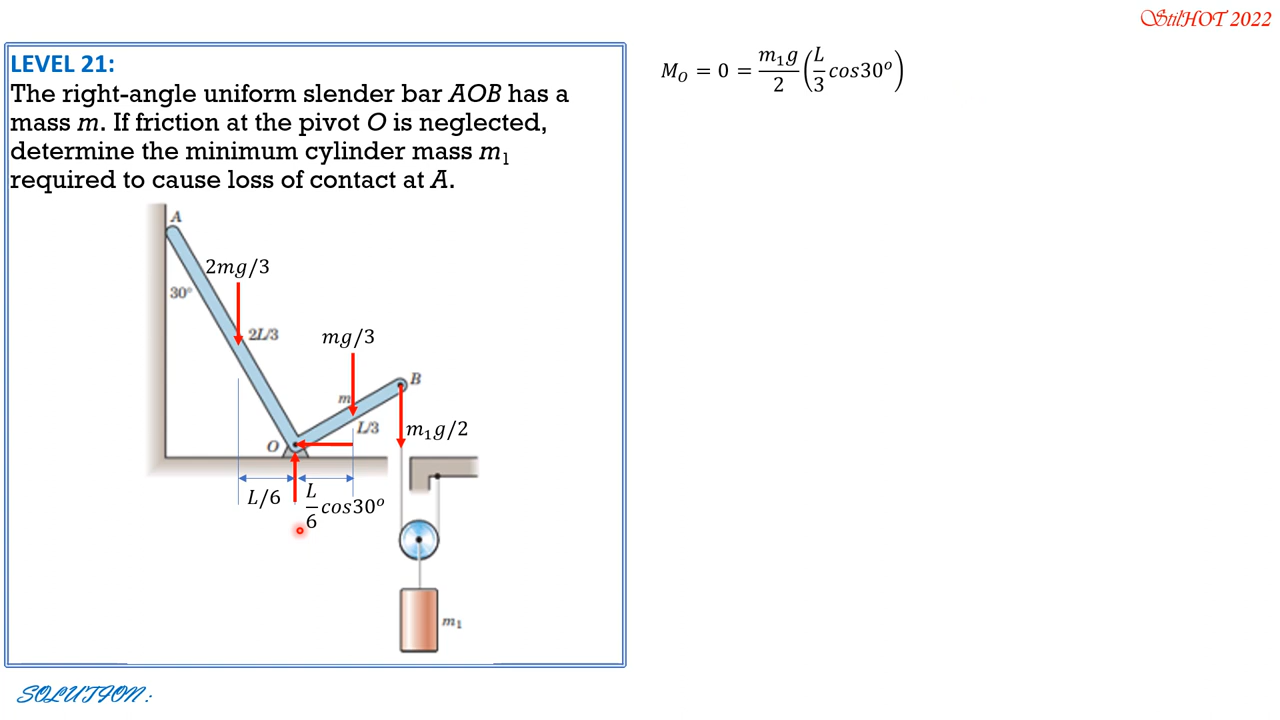 StilHOT 2022
LEVEL 21:
The right-angle uniform slender bar AOB has a
mass m. If friction at the pivot O is neglected,
determine the minimum cylinder mass m₁
required to cause loss of contact at A.
M_O = 0 = m₁g/2 (L/3 cos30°)
A
2mg/3
30°
2L/3
mg/3
B
m
L/3
m₁g/2
O
L/6
L/6 cos30°
m₁
SOLUTION: